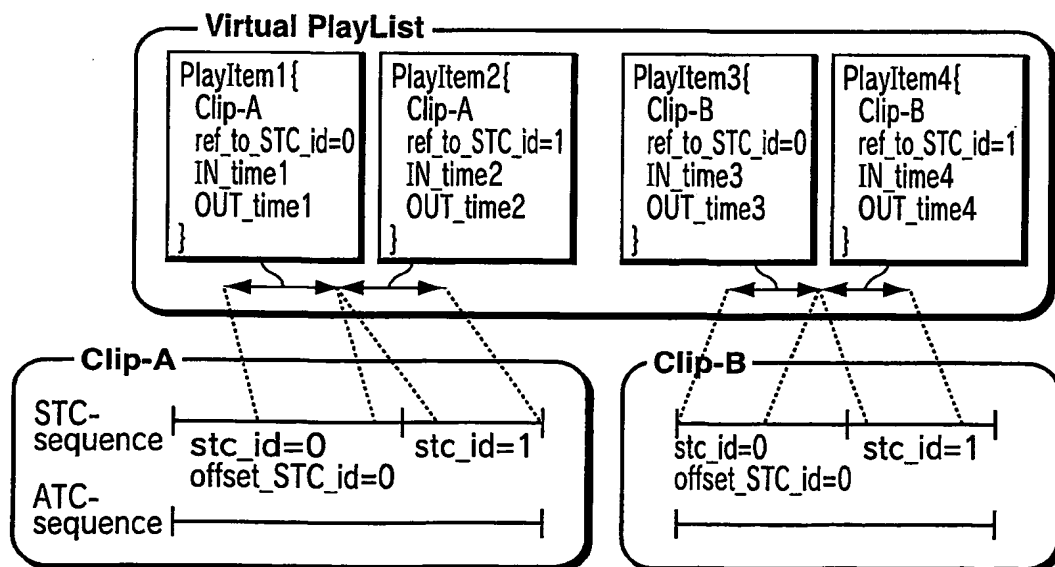 Virtual PlayList
PlayItem1{
Clip-A
ref_to_STC_id=0
IN_time1
OUT_time1
}
PlayItem2{
Clip-A
ref_to_STC_id=1
IN_time2
OUT_time2
}
PlayItem3{
Clip-B
ref_to_STC_id=0
IN_time3
OUT_time3
}
PlayItem4{
Clip-B
ref_to_STC_id=1
IN_time4
OUT_time4
}
Clip-A
STC-
sequence
stc_id=0
offset_STC_id=0
stc_id=1
ATC-
sequence
Clip-B
stc_id=0
offset_STC_id=0
stc_id=1